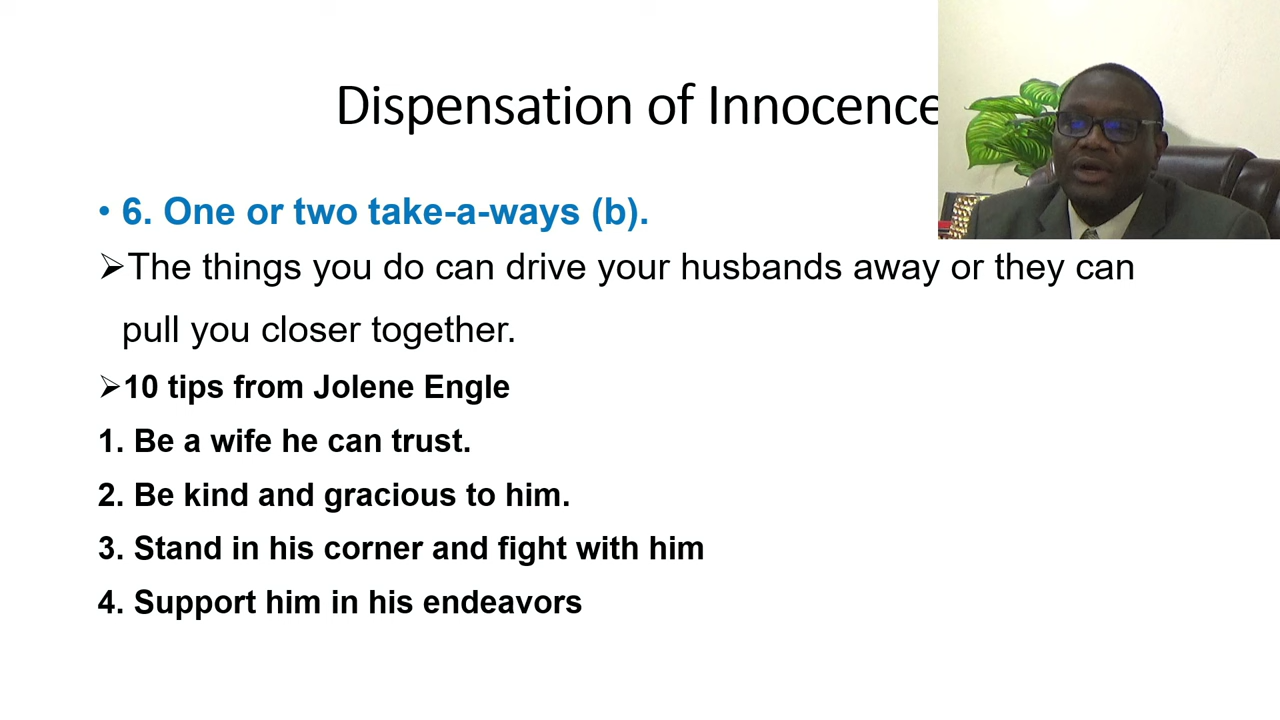 Dispensation of Innocence
• 6. One or two take-a-ways (b).
➢The things you do can drive your husbands away or they can
pull you closer together.
➢10 tips from Jolene Engle
1. Be a wife he can trust.
2. Be kind and gracious to him.
3. Stand in his corner and fight with him
4. Support him in his endeavors